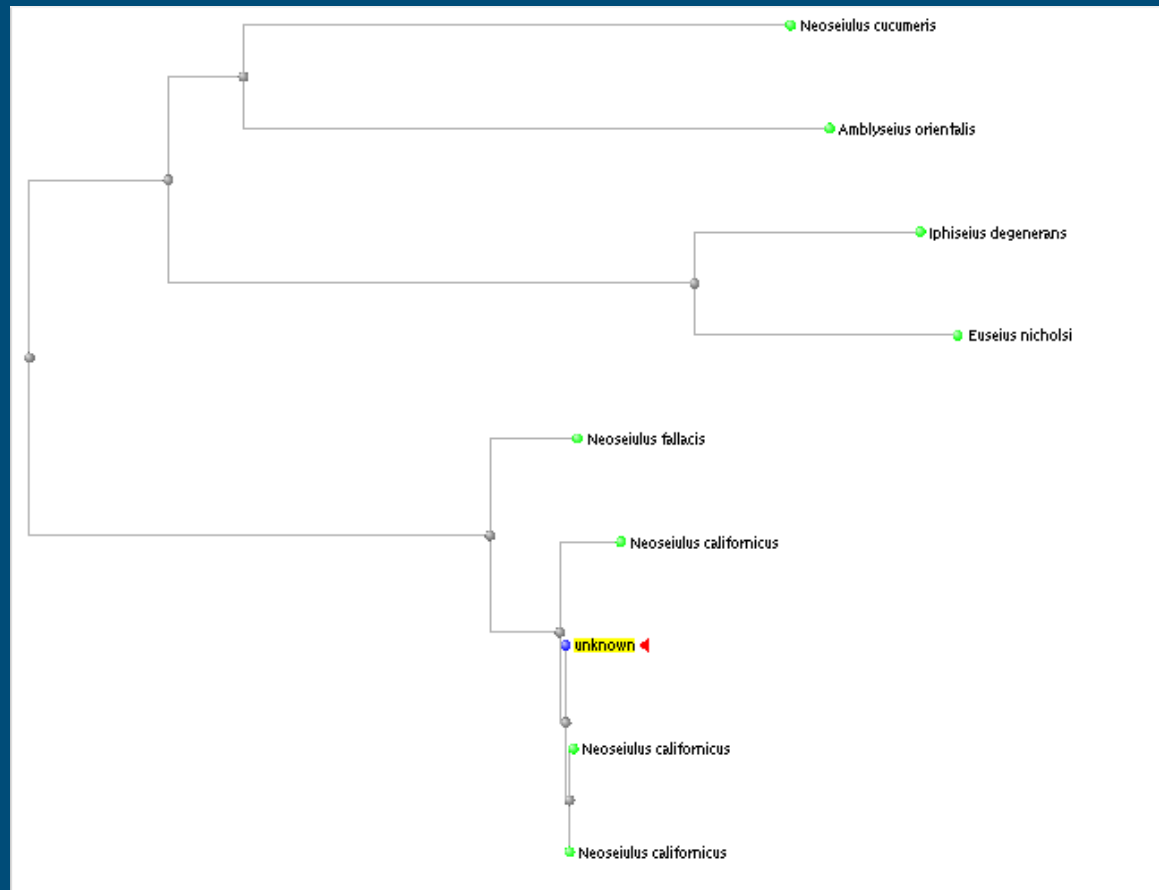 Neoseiulus cucumeris
Amblyseius orientalis
Iphiseius degenerans
Euseius nicholsi
Neoseiulus fallacis
Neoseiulus californicus
unknown
Neoseiulus californicus
Neoseiulus californicus